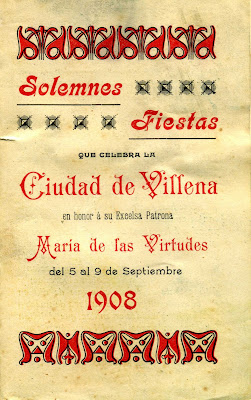 Solemnes
Fiestas
QUE CELEBRA LA
Ciudad de Villena
en honor á su Excelsa Patrona
María de las Virtudes
del 5 al 9 de Septiembre
1908